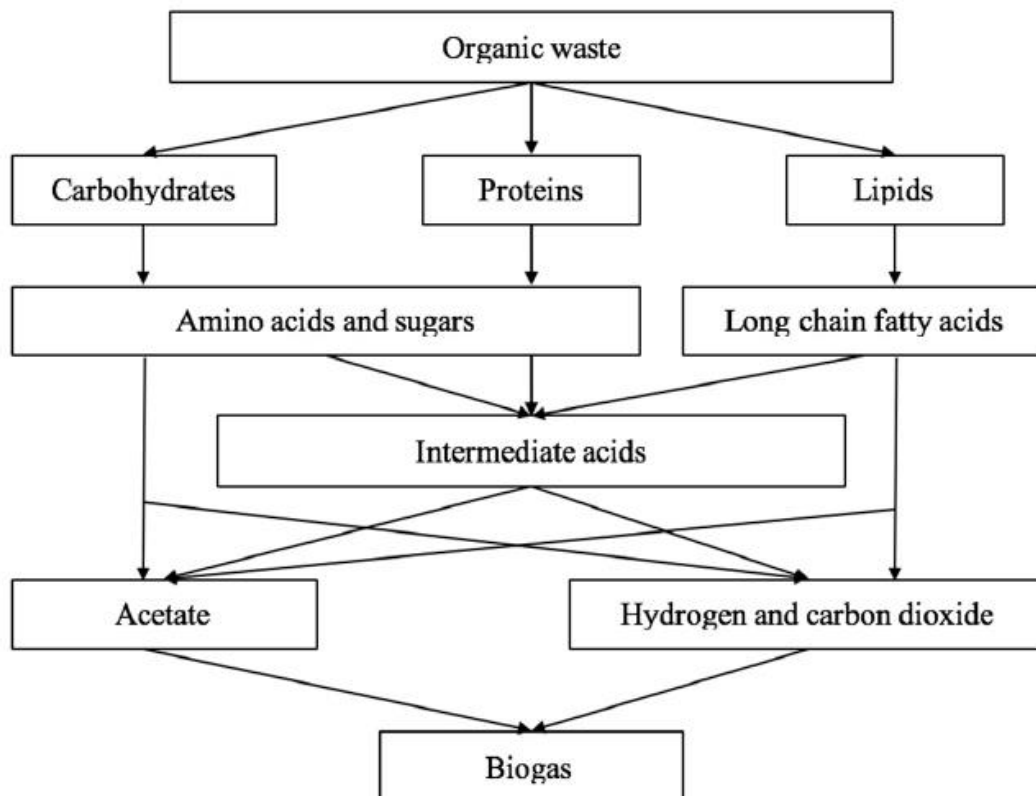 Organic waste
Carbohydrates
Proteins
Lipids
Amino acids and sugars
Long chain fatty acids
Intermediate acids
Acetate
Hydrogen and carbon dioxide
Biogas